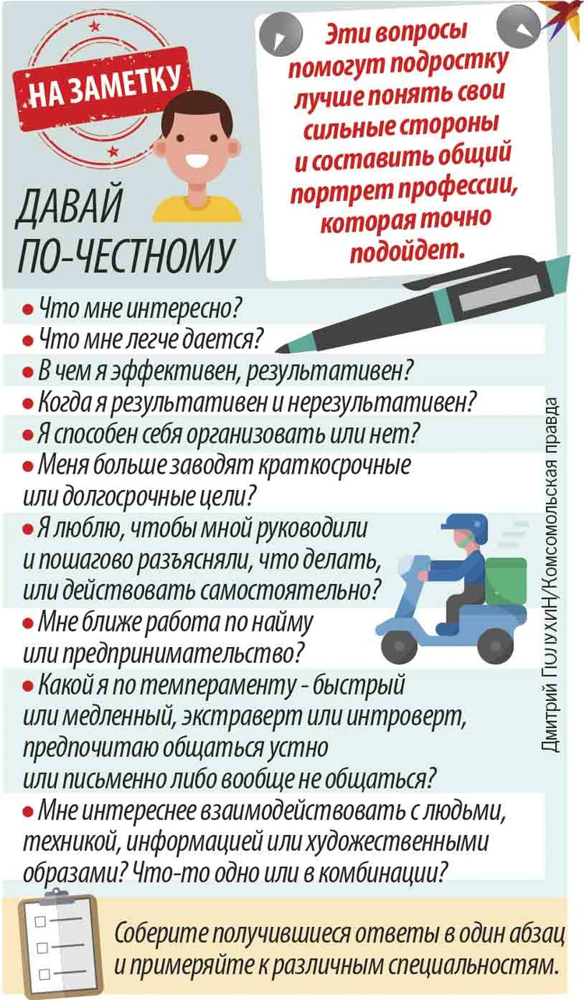 НА ЗАМЕТКУ
ДАВАЙ
ПО-ЧЕСТНОМУ
Эти вопросы
помогут подростку
лучше понять свои
сильные стороны
и составить общий
портрет профессии,
которая точно
подойдет.
• Что мне интересно?
• Что мне легче дается?
• В чем я эффективен, результативен?
• Когда я результативен и нерезультативен?
• Я способен себя организовать или нет?
• Меня больше заводят краткосрочные
или долгосрочные цели?
• Я люблю, чтобы мной руководили
и пошагово разъясняли, что делать,
или действовать самостоятельно?
• Мне ближе работа по найму
или предпринимательство?
• Какой я по темпераменту - быстрый
или медленный, экстраверт или интроверт,
предпочитаю общаться устно
или письменно либо вообще не общаться?
• Мне интереснее взаимодействовать с людьми,
техникой, информацией или художественными
образами? Что-то одно или в комбинации?
Соберите получившиеся ответы в один абзац
и примеряйте к различным специальностям.
Дмитрий ПОЛУХИН/Комсомольская правда